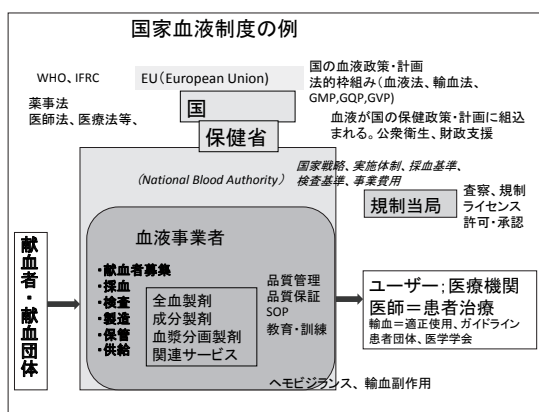 国家血液制度の例
WHO、IFRC
EU(European Union)
国の血液政策・計画
法的枠組み(血液法、輸血法、
GMP,GQP,GVP)
薬事法
医師法、医療法等、
国
血液が国の保健政策・計画に組込
まれる。公衆衛生、財政支援
保健省
(National Blood Authority)
国家戦略、実施体制、採血基準、
検査基準、事業費用
規制当局
査察、規制
ライセンス
許可・承認
献血者・献血団体
血液事業者
・献血者募集
・採血
・検査
・製造
・保管
・供給
全血製剤
成分製剤
血漿分画製剤
関連サービス
品質管理
品質保証
SOP
教育・訓練
ユーザー；医療機関
医師＝患者治療
輸血＝適正使用、ガイドライン
患者団体、医学学会
ヘモビジランス、輸血副作用